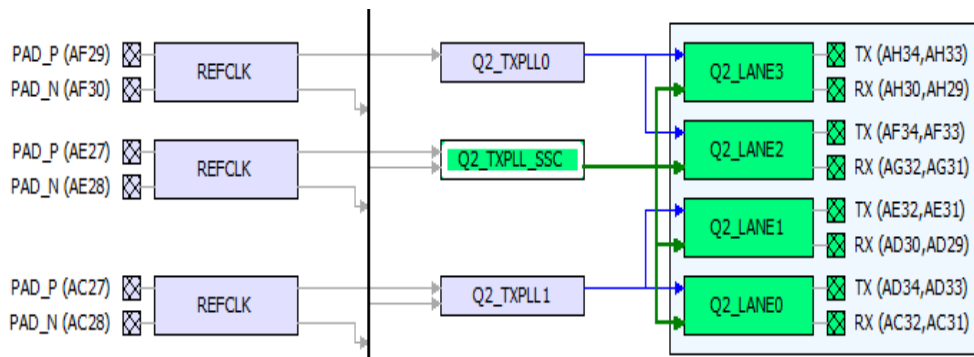 PAD_P (AF29)
PAD_N (AF30)
REFCLK
Q2_TXPLL0
Q2_LANE3
TX (AH34,AH33)
RX (AH30,AH29)
PAD_P (AE27)
PAD_N (AE28)
REFCLK
Q2_TXPLL_SSC
Q2_LANE2
TX (AF34,AF33)
RX (AG32,AG31)
Q2_LANE1
TX (AE32,AE31)
RX (AD30,AD29)
PAD_P (AC27)
PAD_N (AC28)
REFCLK
Q2_TXPLL1
Q2_LANE0
TX (AD34,AD33)
RX (AC32,AC31)